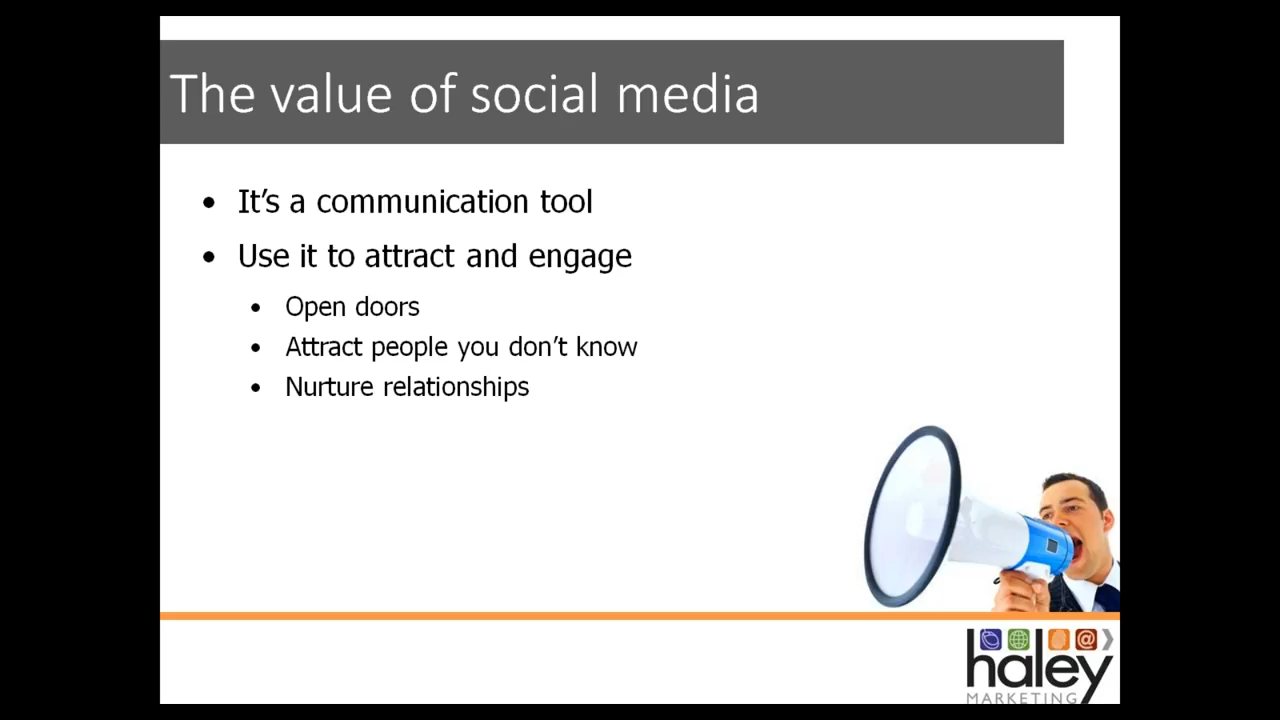 The value of social media
• It's a communication tool
• Use it to attract and engage
• Open doors
• Attract people you don't know
• Nurture relationships
@
haley
MARKETING